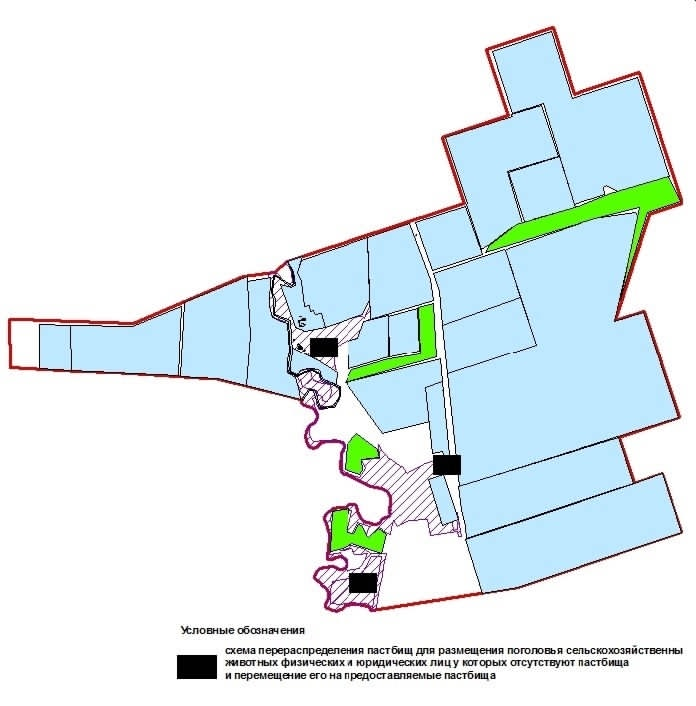 Условные обозначения
схема перераспределения пастбищ для размещения поголовья сельскохозяйственны
животных физических и юридических лиц у которых отсутствуют пастбища
и перемещение его на предоставляемые пастбища